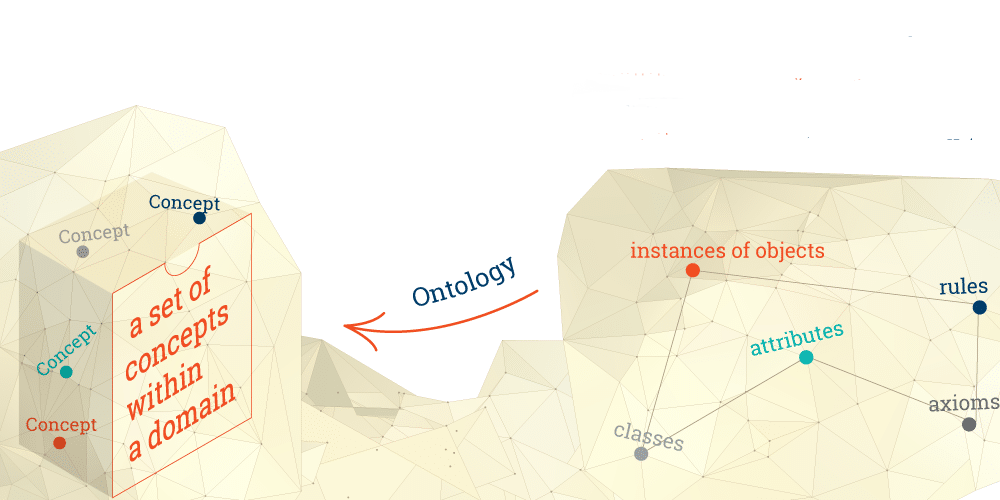 Concept
Concept
Concept
Concept
a set of
concepts
within
a domain
Ontology
instances of objects
rules
attributes
axioms
classes